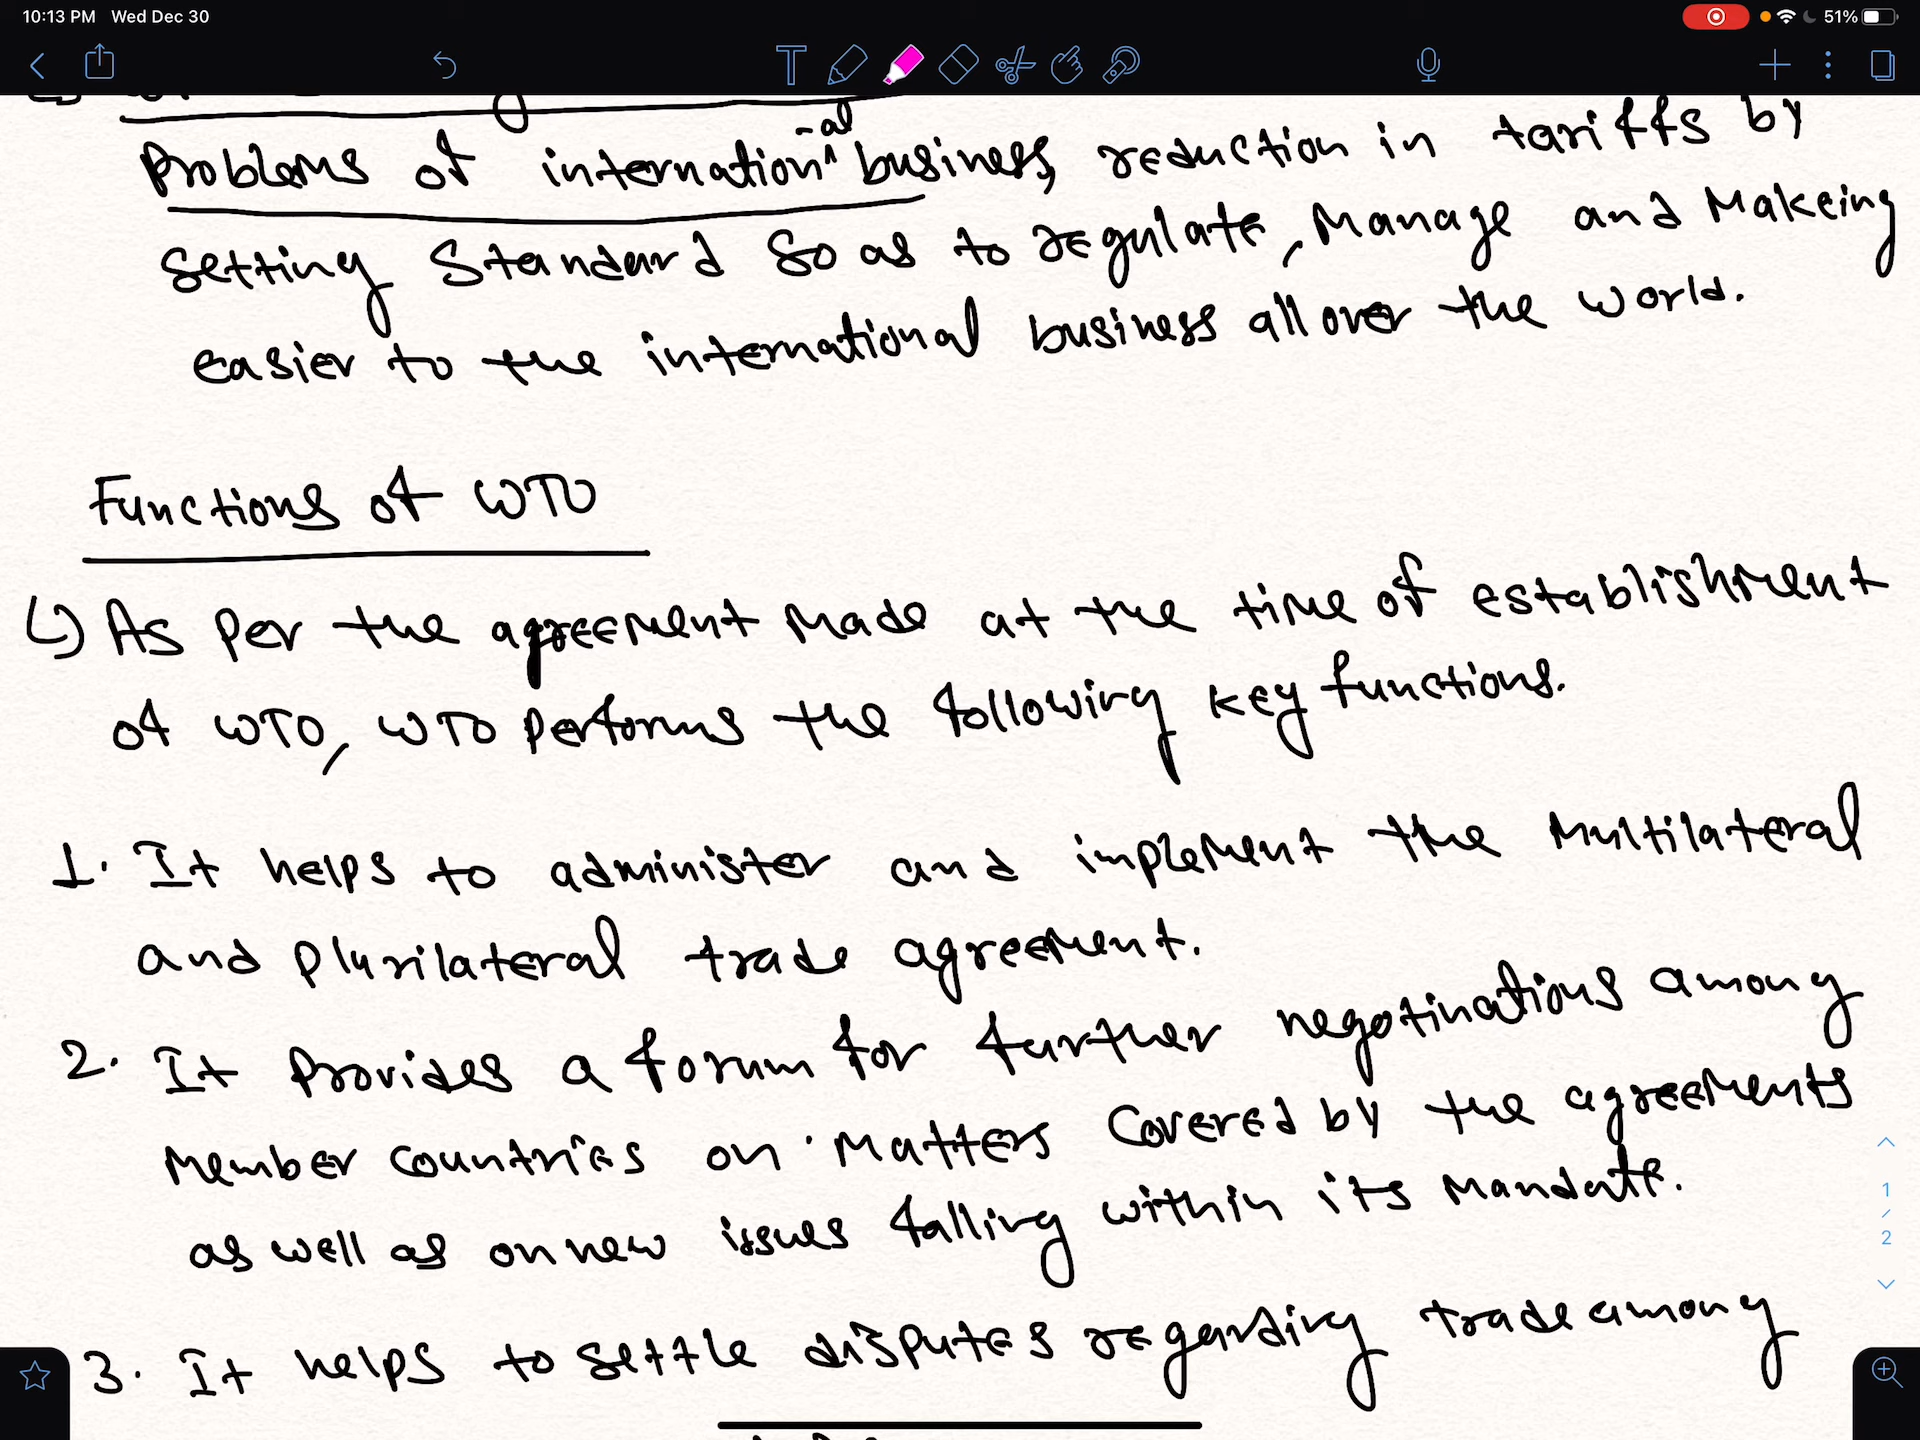 10:13 PM Wed Dec 30
51%
-al
Problems of internation^ business, reduction in tariffs by
setting Standard So as to regulate, Manage and Makeing
easier to the international business all over the world.
Functions of WTO
As Per the agreement Made at the time of establishment
of WTO, WTO Performs the following key functions.
1. It helps to administer and implement the Multilateral
and Plurilateral trade agreement.
2. It Provides a forum for further negotinations among
Member countries on Matters Covered by the agreements
as well as on new issues falling within its Mandate.
3. It helps to settle disputes regarding trade among
1
/
2